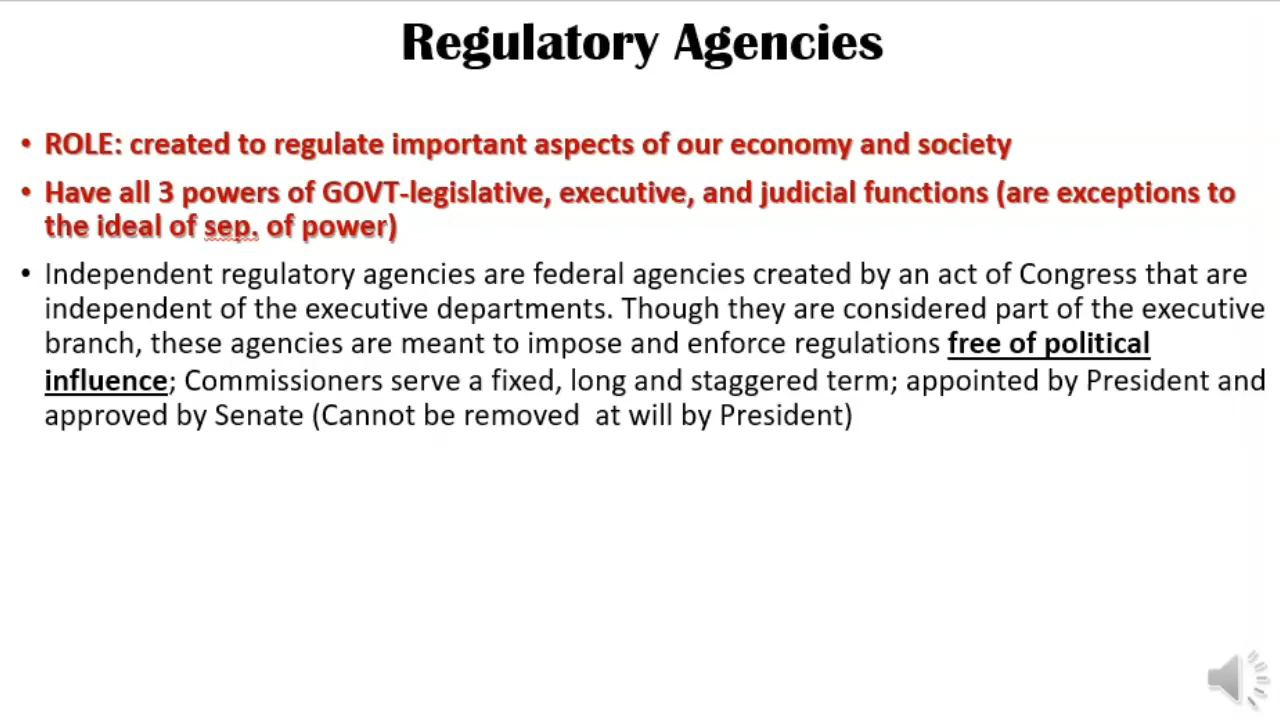 Regulatory Agencies
• ROLE: created to regulate important aspects of our economy and society
• Have all 3 powers of GOVT-legislative, executive, and judicial functions (are exceptions to
the ideal of sep. of power)
• Independent regulatory agencies are federal agencies created by an act of Congress that are
independent of the executive departments. Though they are considered part of the executive
branch, these agencies are meant to impose and enforce regulations free of political
influence; Commissioners serve a fixed, long and staggered term; appointed by President and
approved by Senate (Cannot be removed  at will by President)